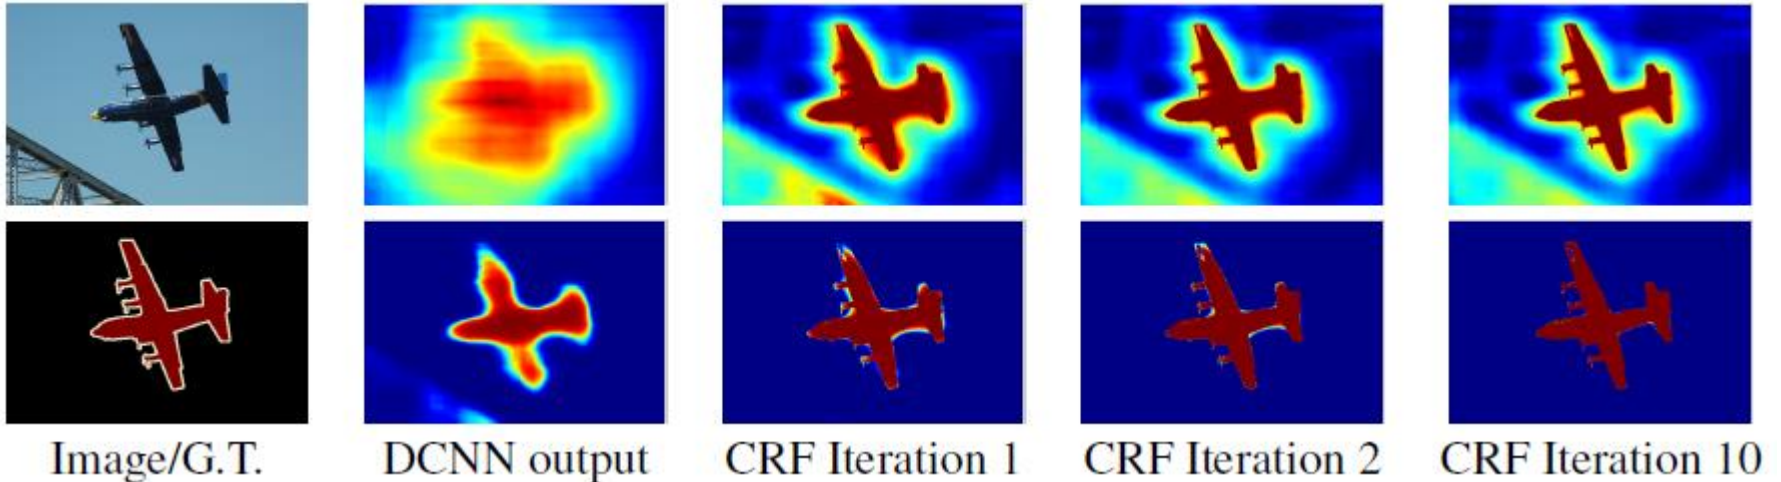 Image/G.T. DCNN output CRF Iteration 1 CRF Iteration 2 CRF Iteration 10